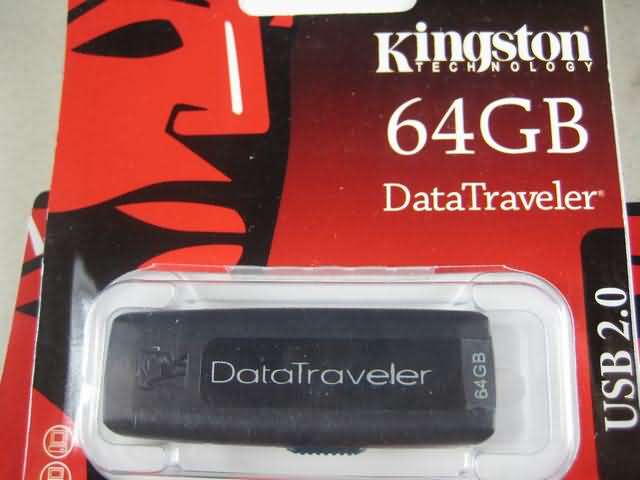 Kingston
TECHNOLOGY
64GB
DataTraveler
USB 2.0
DataTraveler
64GB